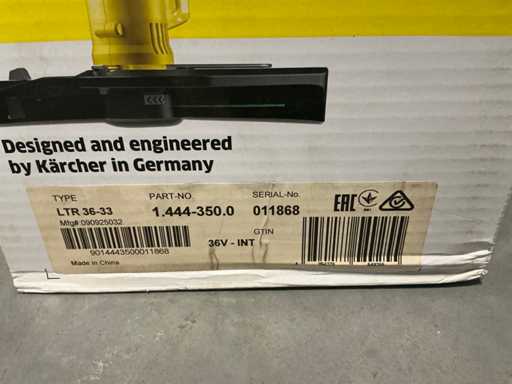 Designed and engineered
by Kärcher in Germany
TYPE PART-NO. SERIAL-No.
LTR 36-33 1.444-350.0 011868
Mfg# 090925032
GTIN
36V - INT
9014443500011868
Made in China
EAC